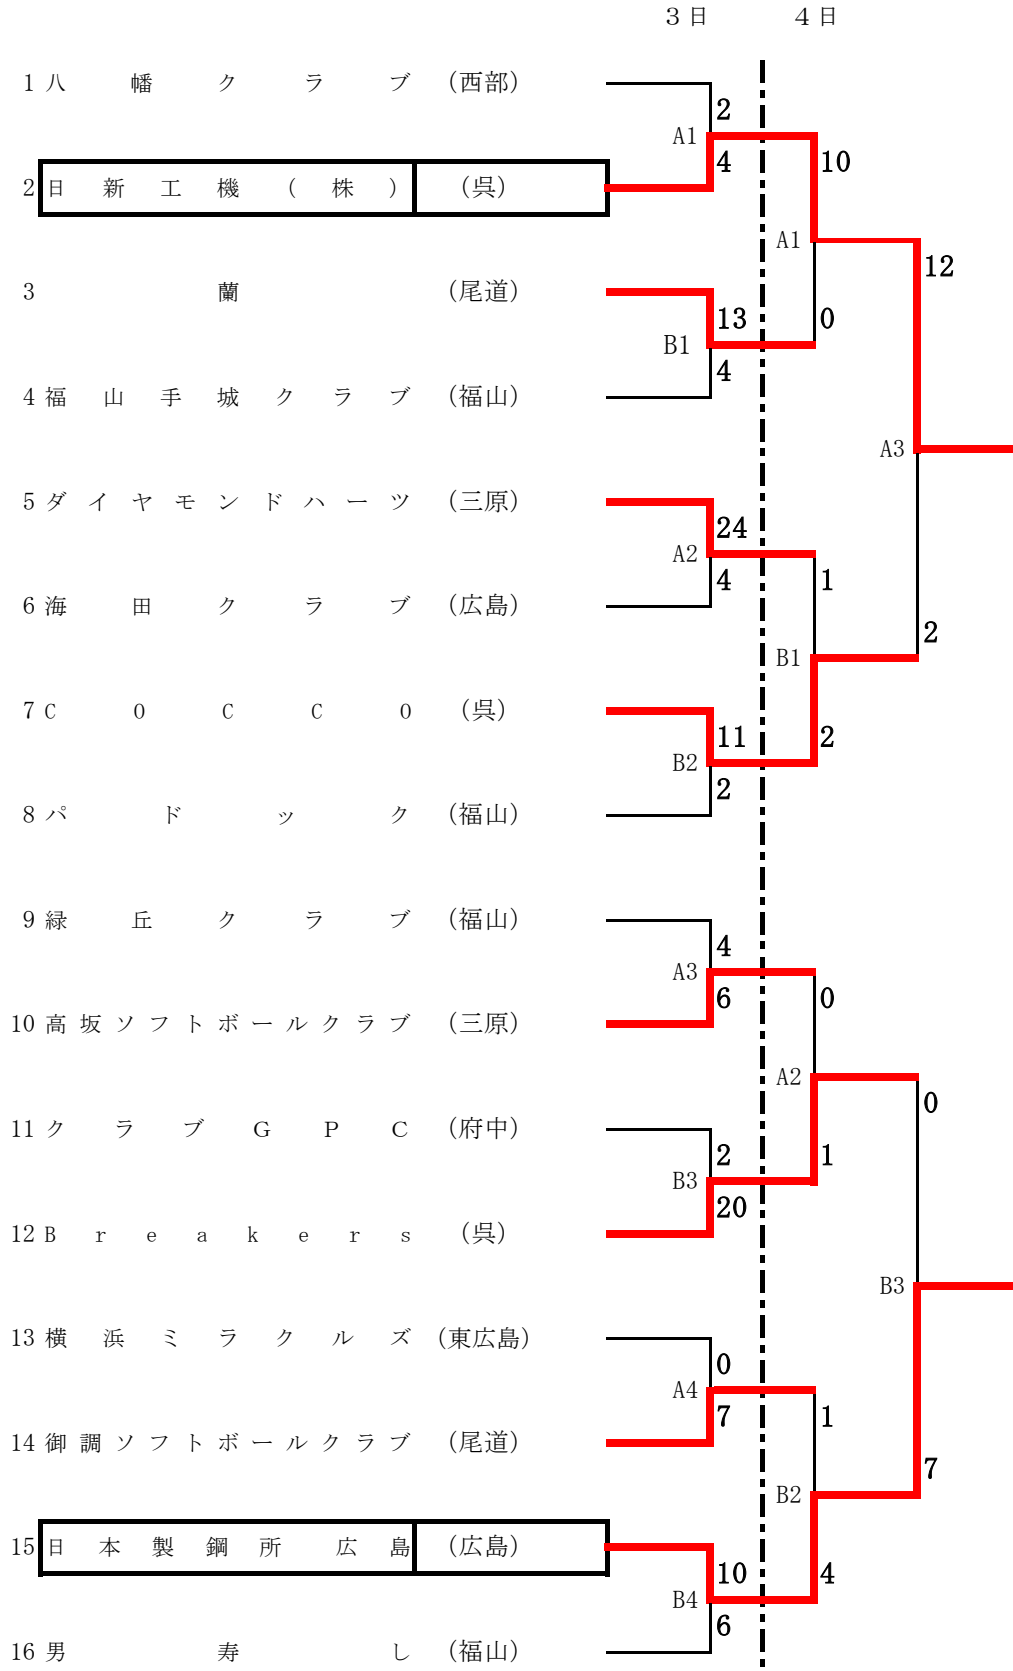 ３日 ４日
1 八幡クラブ （西部）
2
A1 10
4
2 日新工機（株） （呉）
A1
12
3 蘭 （尾道）
13 0
B1
4
4 福山手城クラブ （福山）
A3
5 ダイヤモンドハーツ （三原）
24
A2
4 1
6 海田クラブ （広島）
2
B1
7 C O C C O （呉）
11 2
B2
2
8 パドック （福山）
9 緑丘クラブ （福山）
4
A3
6 0
10 高坂ソフトボールクラブ （三原）
A2
0
11 クラブＧＰＣ （府中）
2 1
B3
20
12 Breakers （呉）
B3
13 横浜ミラクルズ （東広島）
0
A4
7 1
14 御調ソフトボールクラブ （尾道）
7
B2
15 日本製鋼所 広島 （広島）
10 4
B4
6
16 男寿し （福山）